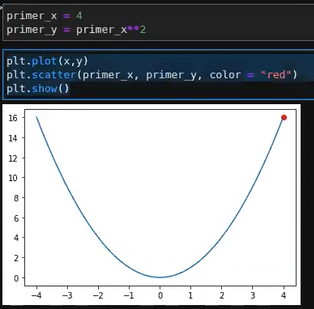 primer_x = 4
primer_y = primer_x**2
plt.plot(x,y)
plt.scatter(primer_x, primer_y, color = "red")
plt.show()
16
14
12
10
8
6
4
2
0
−4 −3 −2 −1 0 1 2 3 4